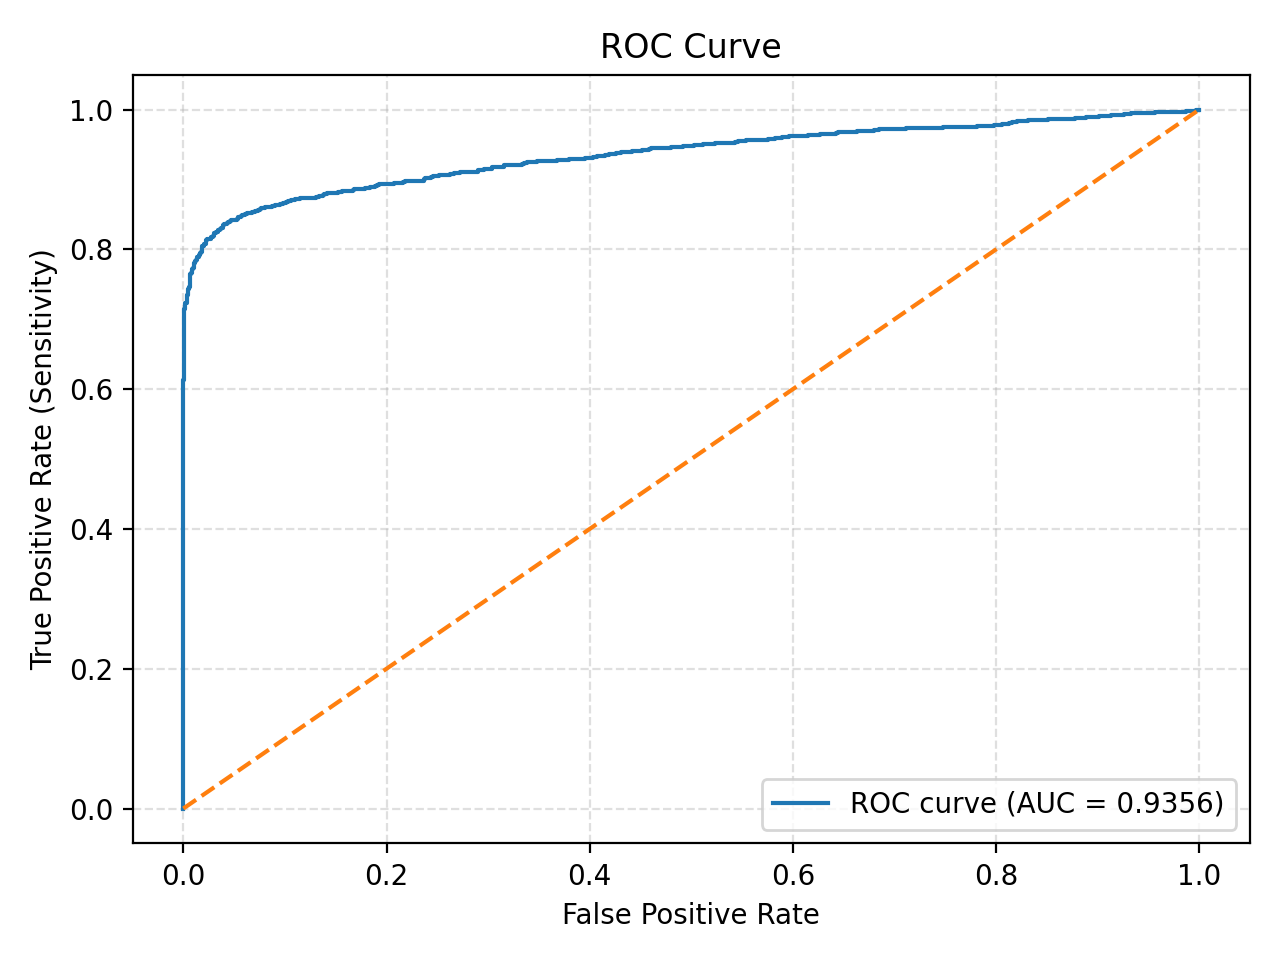 ROC Curve
1.0
0.8
0.6
0.4
0.2
0.0
True Positive Rate (Sensitivity)
ROC curve (AUC = 0.9356)
0.0 0.2 0.4 0.6 0.8 1.0
False Positive Rate